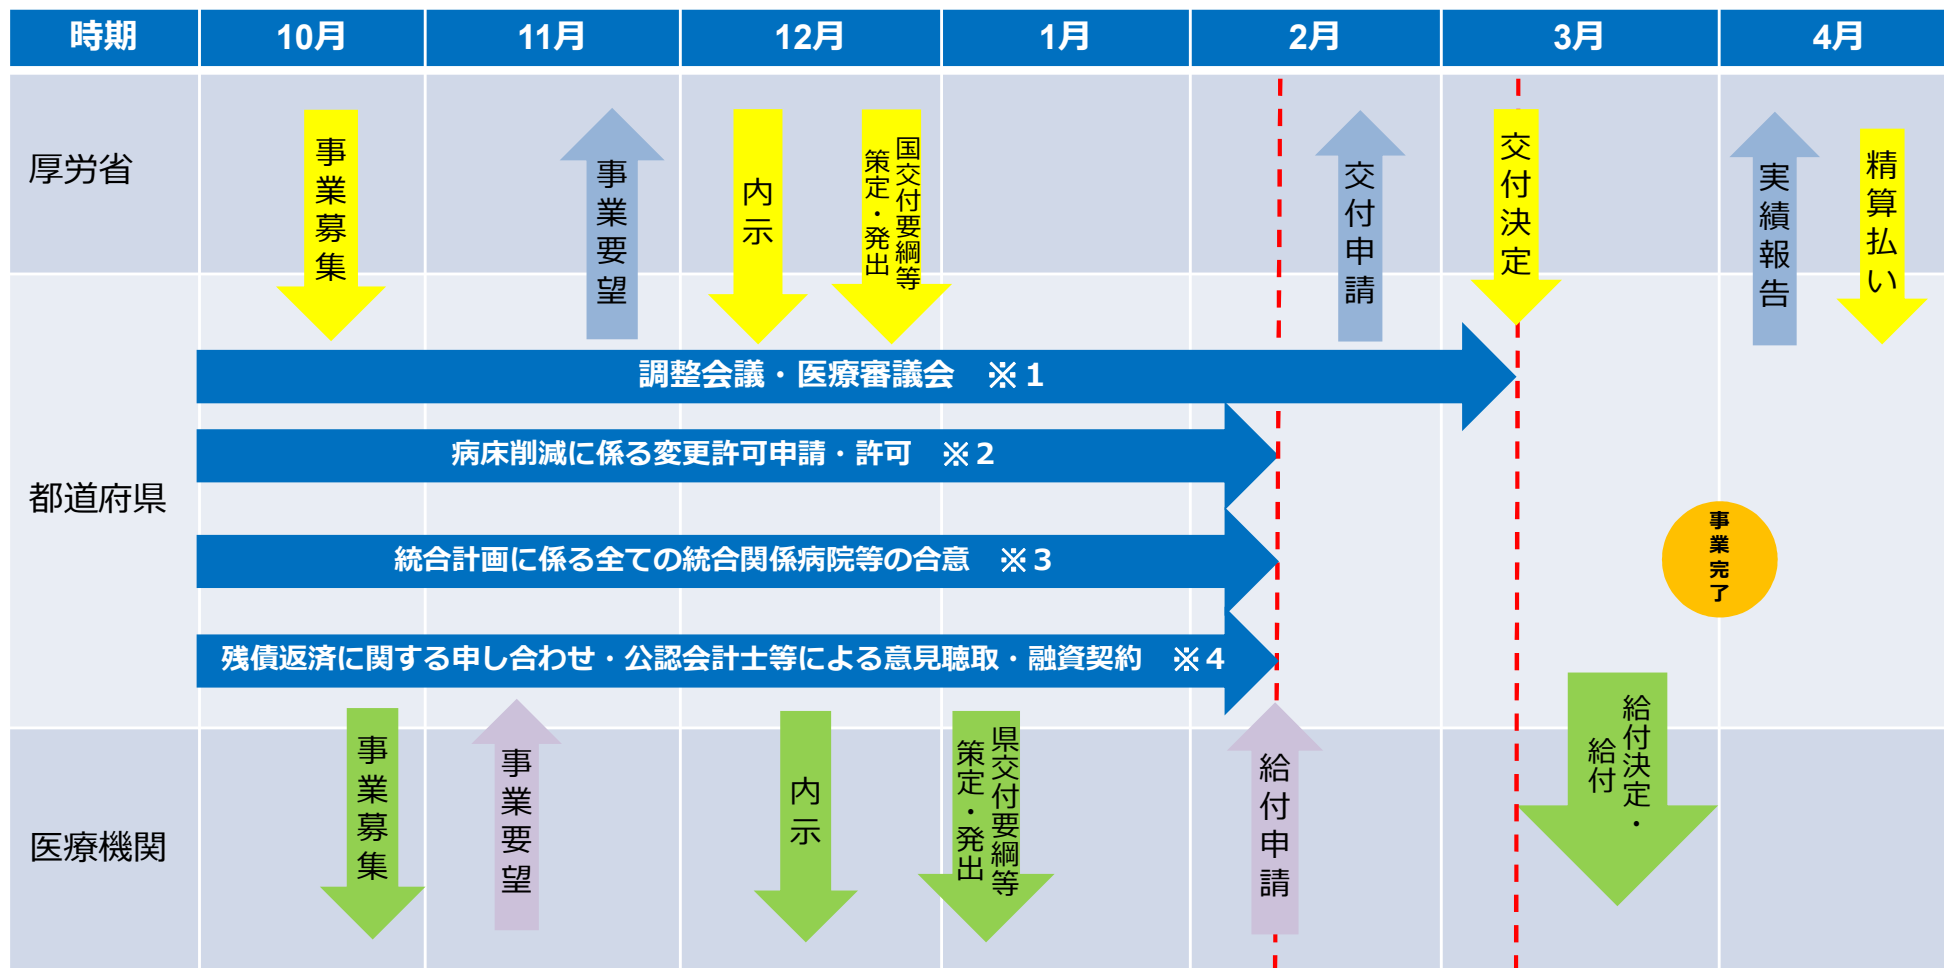 時期 10月 11月 12月 1月 2月 3月 4月
厚労省
事業募集
事業要望
内示
国交付要綱等
策定・発出
交付申請
交付決定
実績報告
精算払い
都道府県
調整会議・医療審議会　※１
病床削減に係る変更許可申請・許可　※２
統合計画に係る全ての統合関係病院等の合意　※３
残債返済に関する申し合わせ・公認会計士等による意見聴取・融資契約　※４
事業完了
医療機関
事業募集
事業要望
内示
県交付要綱等
策定・発出
給付申請
給付決定・
給付